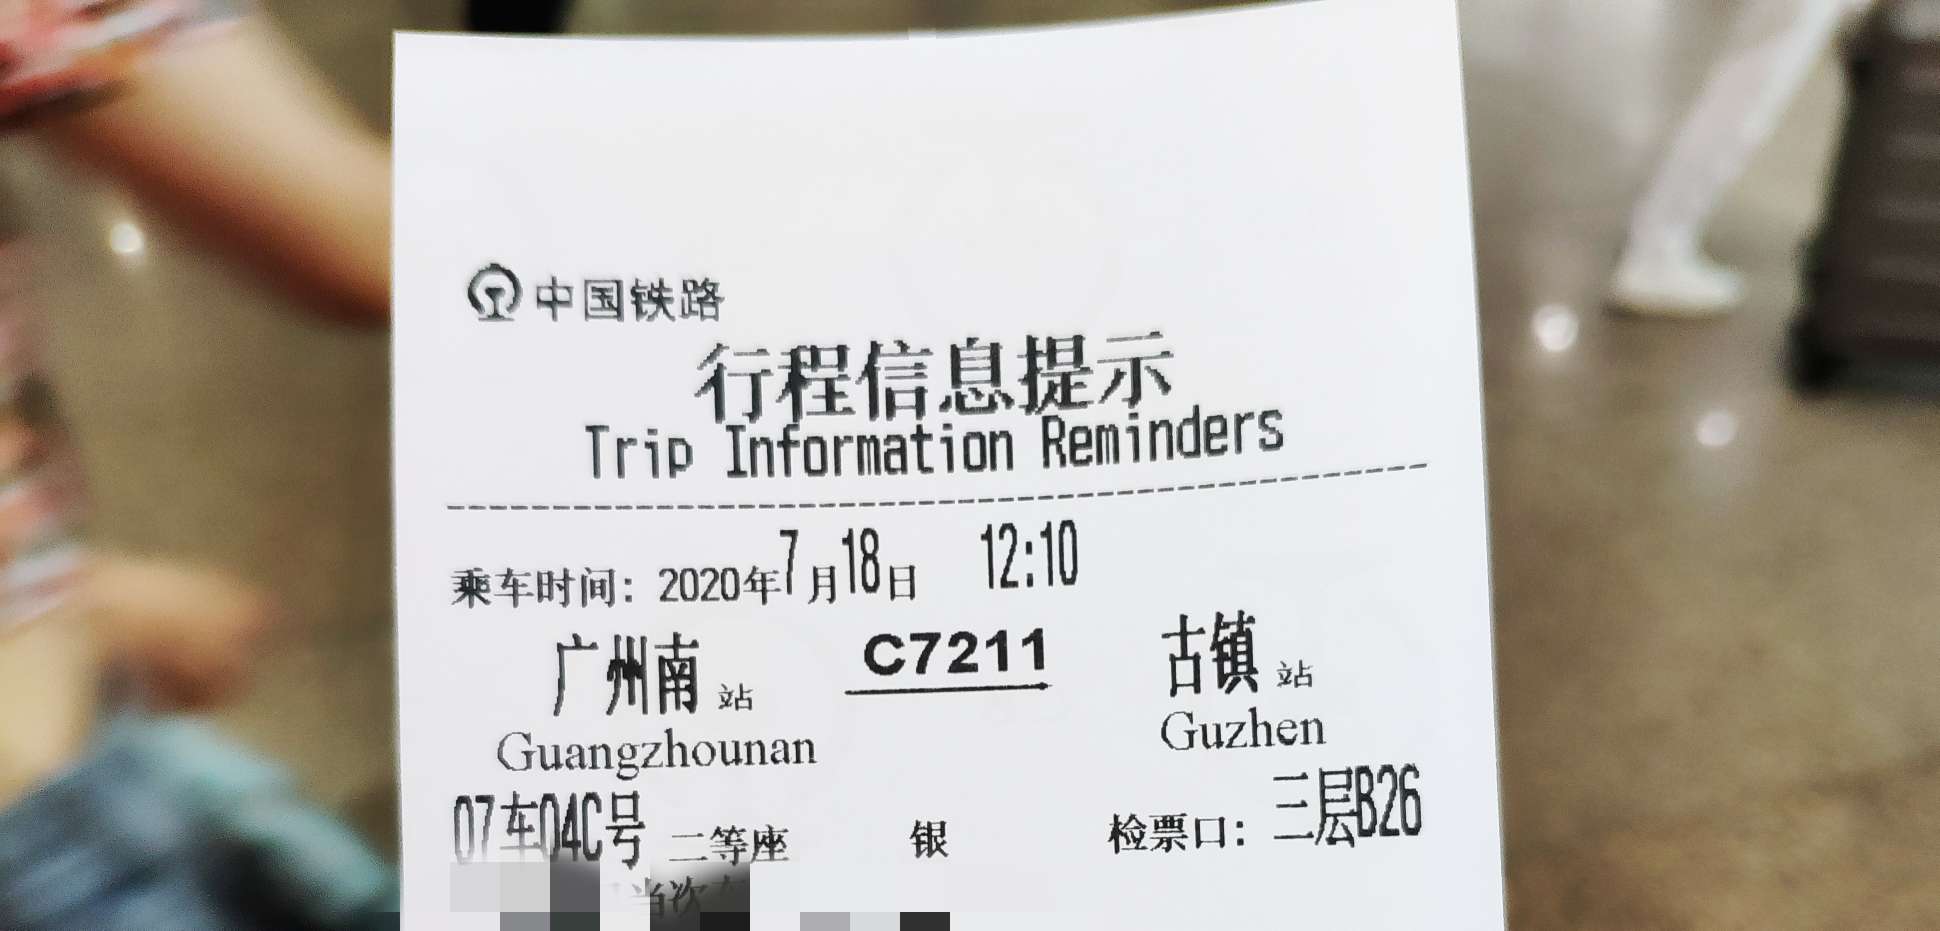 中国铁路
行程信息提示
Trip Information Reminders
乘车时间：2020年7月18日 12:10
广州南站 C7211 古镇站
Guangzhounan Guzhen
07车04C号 二等座 银 检票口：三层B26
当次